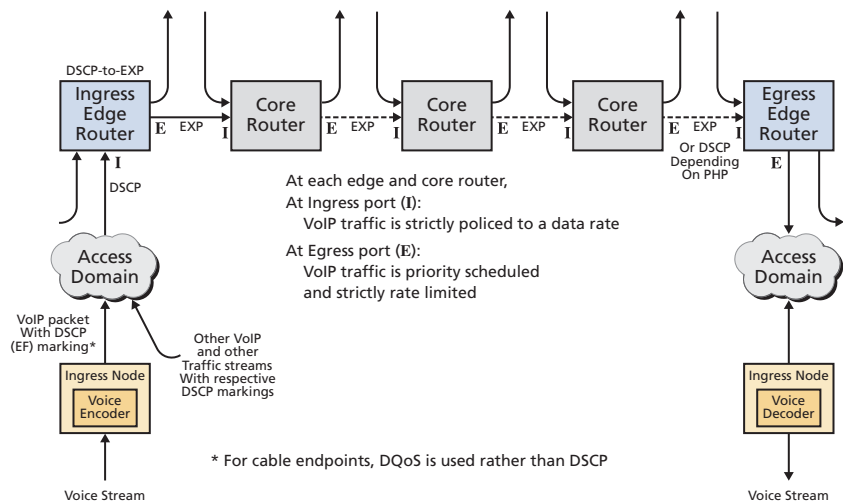 DSCP-to-EXP
Ingress
Edge
Router
E
EXP
I
Core
Router
E
EXP
I
Core
Router
E
EXP
I
Core
Router
E
EXP
I
Egress
Edge
Router
Or DSCP
Depending
On PHP
E
I
DSCP
At each edge and core router,
At Ingress port (I):
VoIP traffic is strictly policed to a data rate
At Egress port (E):
VoIP traffic is priority scheduled
and strictly rate limited
Access
Domain
Access
Domain
VoIP packet
With DSCP
(EF) marking*
Other VoIP
and other
Traffic streams
With respective
DSCP markings
Ingress Node
Voice
Encoder
Ingress Node
Voice
Decoder
* For cable endpoints, DQoS is used rather than DSCP
Voice Stream
Voice Stream